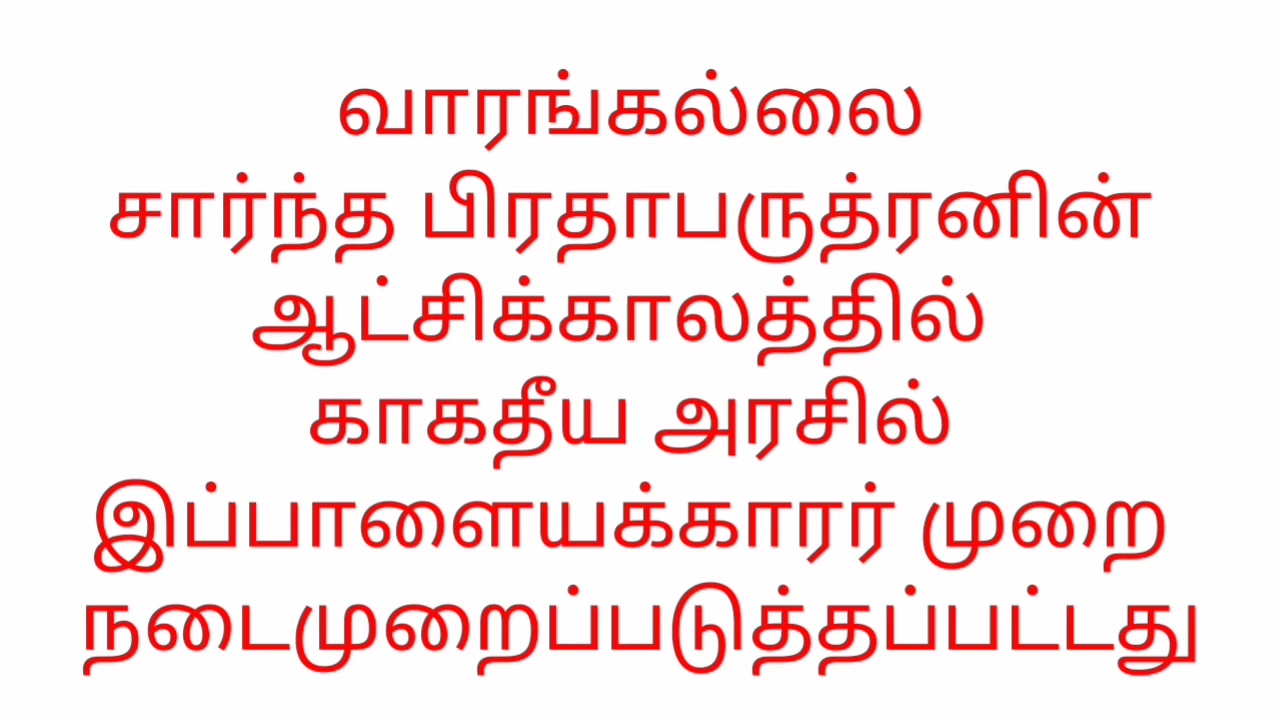 வாரங்கல்லை
சார்ந்த பிரதாபருத்ரனின்
ஆட்சிக்காலத்தில்
காகதீய அரசில்
இப்பாளையக்காரர் முறை
நடைமுறைப்படுத்தப்பட்டது